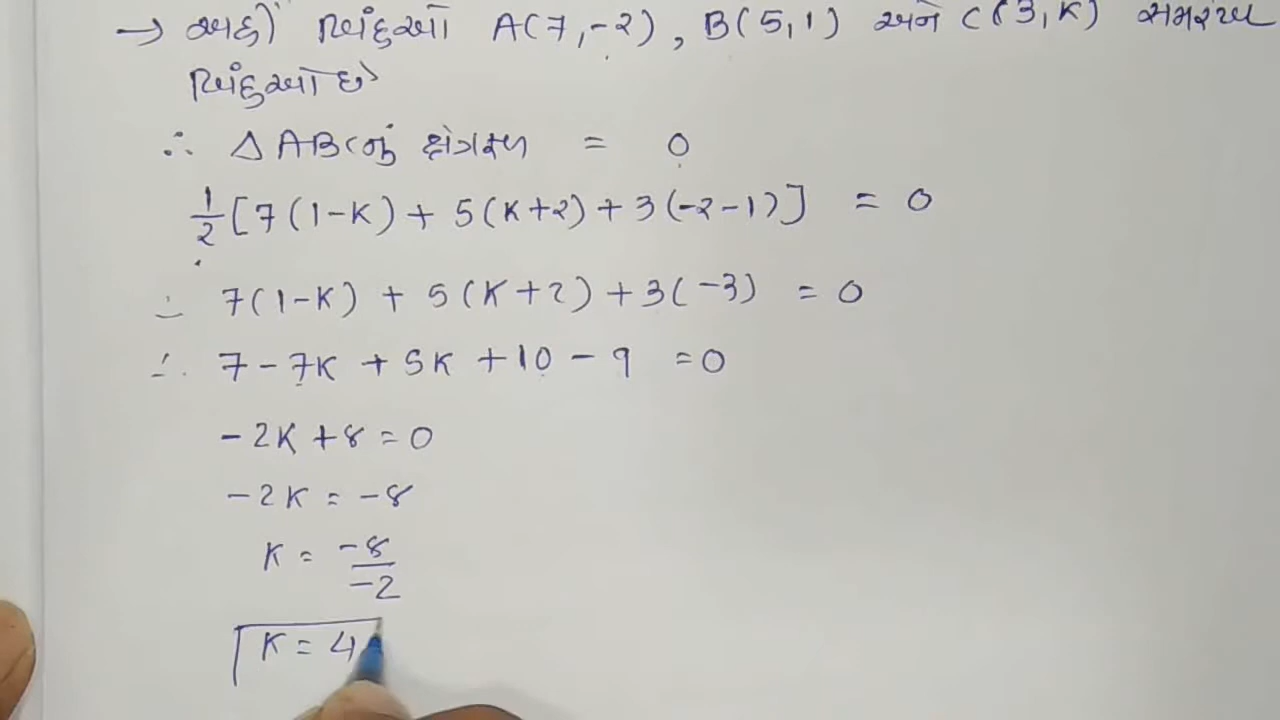 → અહીં બિંદુઓ A(7,-2), B(5,1) અને C(3,K) સમરેખ
બિંદુઓ છે
∴ △ABCનું ક્ષેત્રફળ = 0
1/2[7(1-K)+5(K+2)+3(-2-1)] = 0
∴ 7(1-K) + 5(K+2)+3(-3) = 0
∴ 7-7K + 5K +10 - 9 = 0
-2K +8 = 0
-2K = -8
K = -8/-2
K = 4